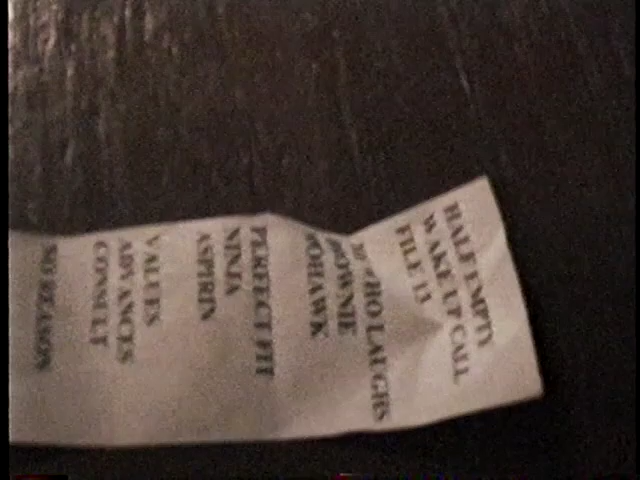 HALF EMPTY
WAKE UP CALL
FILE 13
LAUGHS
BROWNIE
MOHAWK
PERFECT FIT
NINJA
ASPIRIN
VALUES
ADVANCES
CONSULT
NO REASON